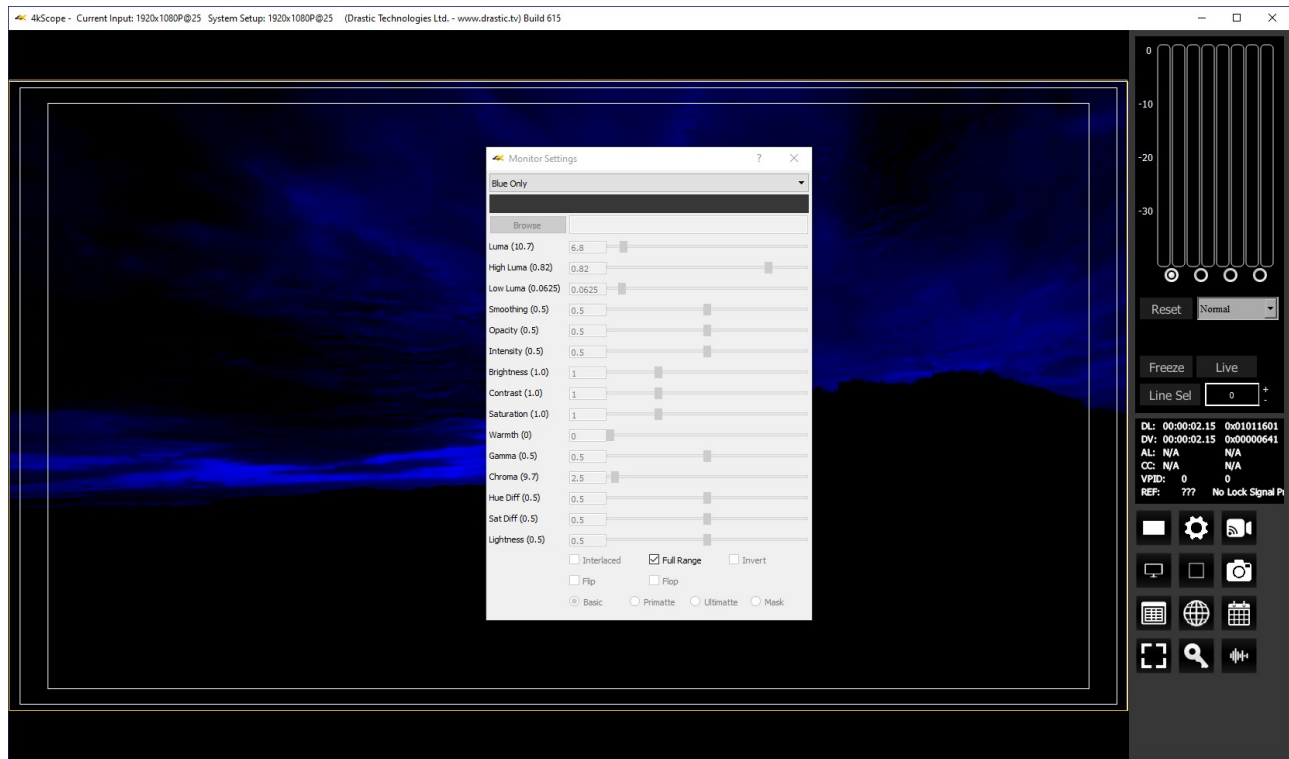 4kScope - Current Input: 1920x1080P@25 System Setup: 1920x1080P@25 (Drastic Technologies Ltd. - www.drastic.tv) Build 615
Monitor Settings
Blue Only
Browse
Luma (10.7) 6.8
High Luma (0.82) 0.82
Low Luma (0.0625) 0.0625
Smoothing (0.5) 0.5
Opacity (0.5) 0.5
Intensity (0.5) 0.5
Brightness (1.0) 1
Contrast (1.0) 1
Saturation (1.0) 1
Warmth (0) 0
Gamma (0.5) 0.5
Chroma (9.7) 2.5
Hue Diff (0.5) 0.5
Sat Diff (0.5) 0.5
Lightness (0.5) 0.5
Interlaced Full Range Invert
Flip Flop
Basic Primatte Ultimatte Mask
0
-10
-20
-30
Reset Normal
Freeze Live
Line Sel 0 + -
DL: 00:00:02.15 0x01011601
DV: 00:00:02.15 0x00000641
AL: N/A N/A
CC: N/A N/A
VPID: 0 0
REF: ??? No Lock Signal